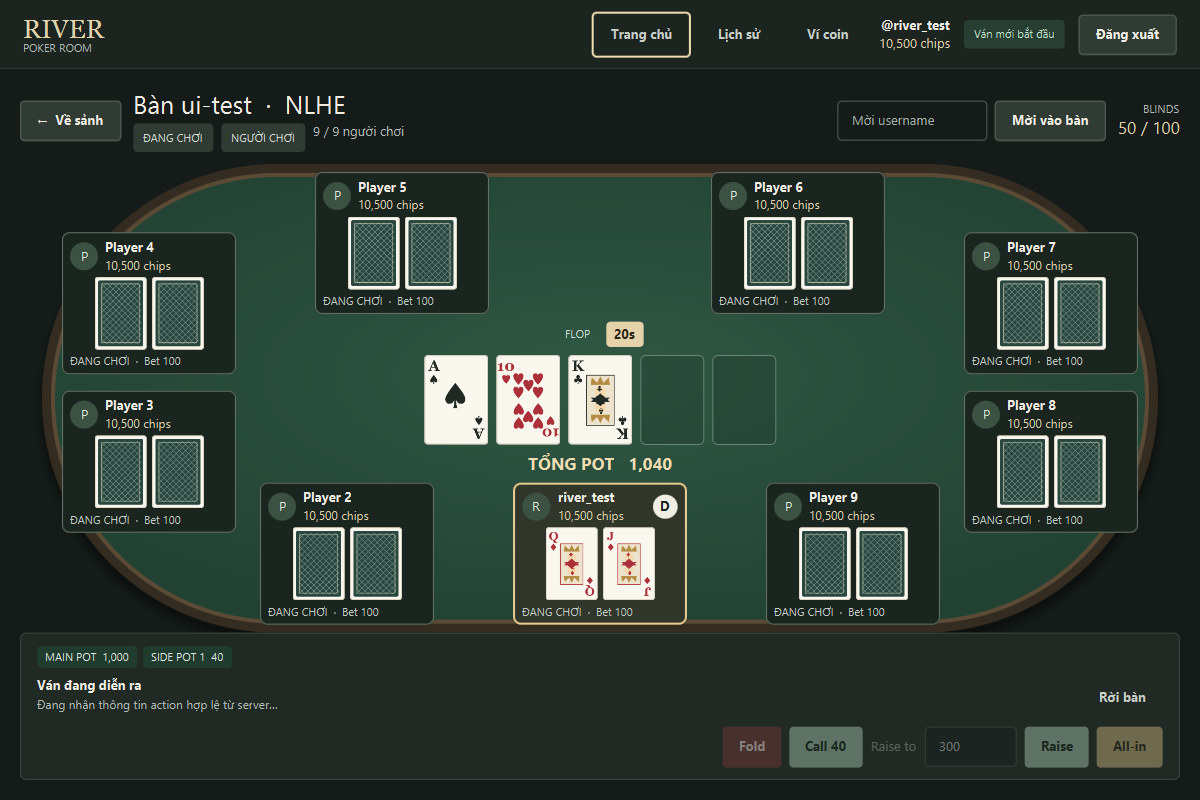 RIVER
POKER ROOM
Trang chủ
Lịch sử
Ví coin
@river_test
10,500 chips
Ván mới bắt đầu
Đăng xuất
← Về sảnh
Bàn ui-test · NLHE
ĐANG CHƠI
NGƯỜI CHƠI
9 / 9 người chơi
Mời username
Mời vào bàn
BLINDS
50 / 100
P
Player 5
10,500 chips
ĐANG CHƠI · Bet 100
P
Player 6
10,500 chips
ĐANG CHƠI · Bet 100
P
Player 4
10,500 chips
ĐANG CHƠI · Bet 100
P
Player 7
10,500 chips
ĐANG CHƠI · Bet 100
FLOP
20s
A
A
10
10
K
K
TỔNG POT 1,040
P
Player 3
10,500 chips
ĐANG CHƠI · Bet 100
P
Player 8
10,500 chips
ĐANG CHƠI · Bet 100
P
Player 2
10,500 chips
ĐANG CHƠI · Bet 100
R
river_test
10,500 chips
D
Q
Q
J
J
ĐANG CHƠI · Bet 100
P
Player 9
10,500 chips
ĐANG CHƠI · Bet 100
MAIN POT 1,000
SIDE POT 1 40
Ván đang diễn ra
Đang nhận thông tin action hợp lệ từ server...
Rời bàn
Fold
Call 40
Raise to
300
Raise
All-in